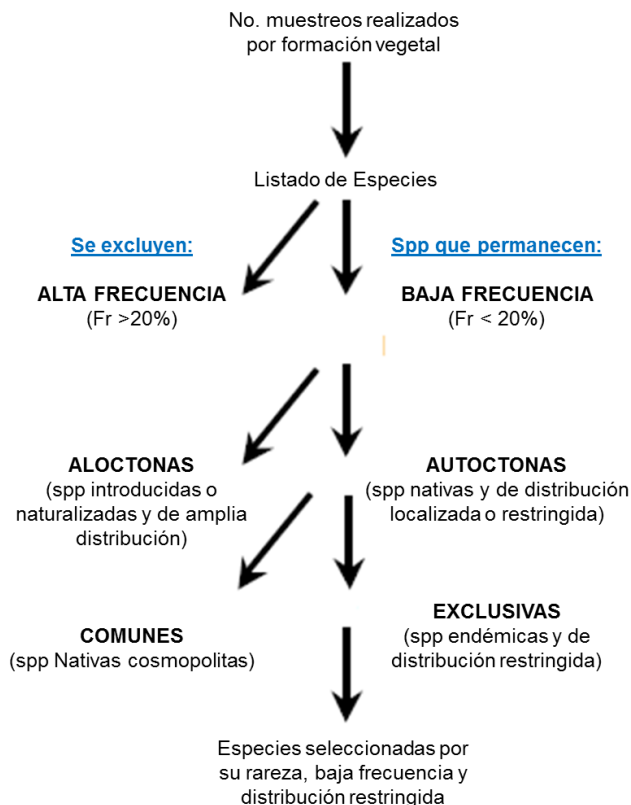 No. muestreos realizados
por formación vegetal
Listado de Especies
Se excluyen:
Spp que permanecen:
ALTA FRECUENCIA
(Fr >20%)
BAJA FRECUENCIA
(Fr < 20%)
ALOCTONAS
(spp introducidas o
naturalizadas y de amplia
distribución)
AUTOCTONAS
(spp nativas y de distribución
localizada o restringida)
COMUNES
(spp Nativas cosmopolitas)
EXCLUSIVAS
(spp endémicas y de
distribución restringida)
Especies seleccionadas por
su rareza, baja frecuencia y
distribución restringida